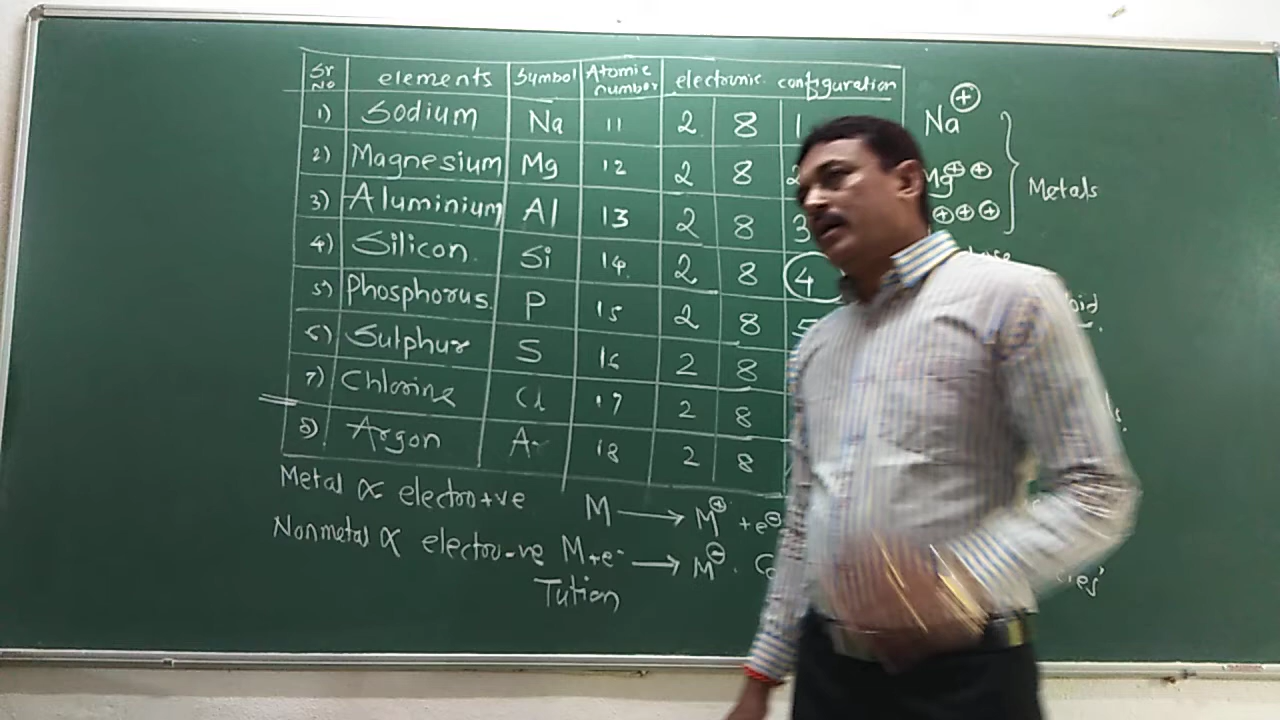 Sr No elements Symbol Atomic number electronic configuration
1) Sodium Na 11 2 8 1 Na⊕
2) Magnesium Mg 12 2 8 2 Mg⊕⊕ Metals
3) Aluminium Al 13 2 8 3 ⊕⊕⊕
4) Silicon 14 2 8 4
5) Phosphorus P 15 2 8 5
6) Sulphur S 16 2 8
7) Chlorine Cl 17 2 8
8) Argon Ar 18 2 8
Metal ∝ electro+ve M → M⊕ + e⊖
Nonmetal ∝ electro-ve M+e- → M⊖.
Tution